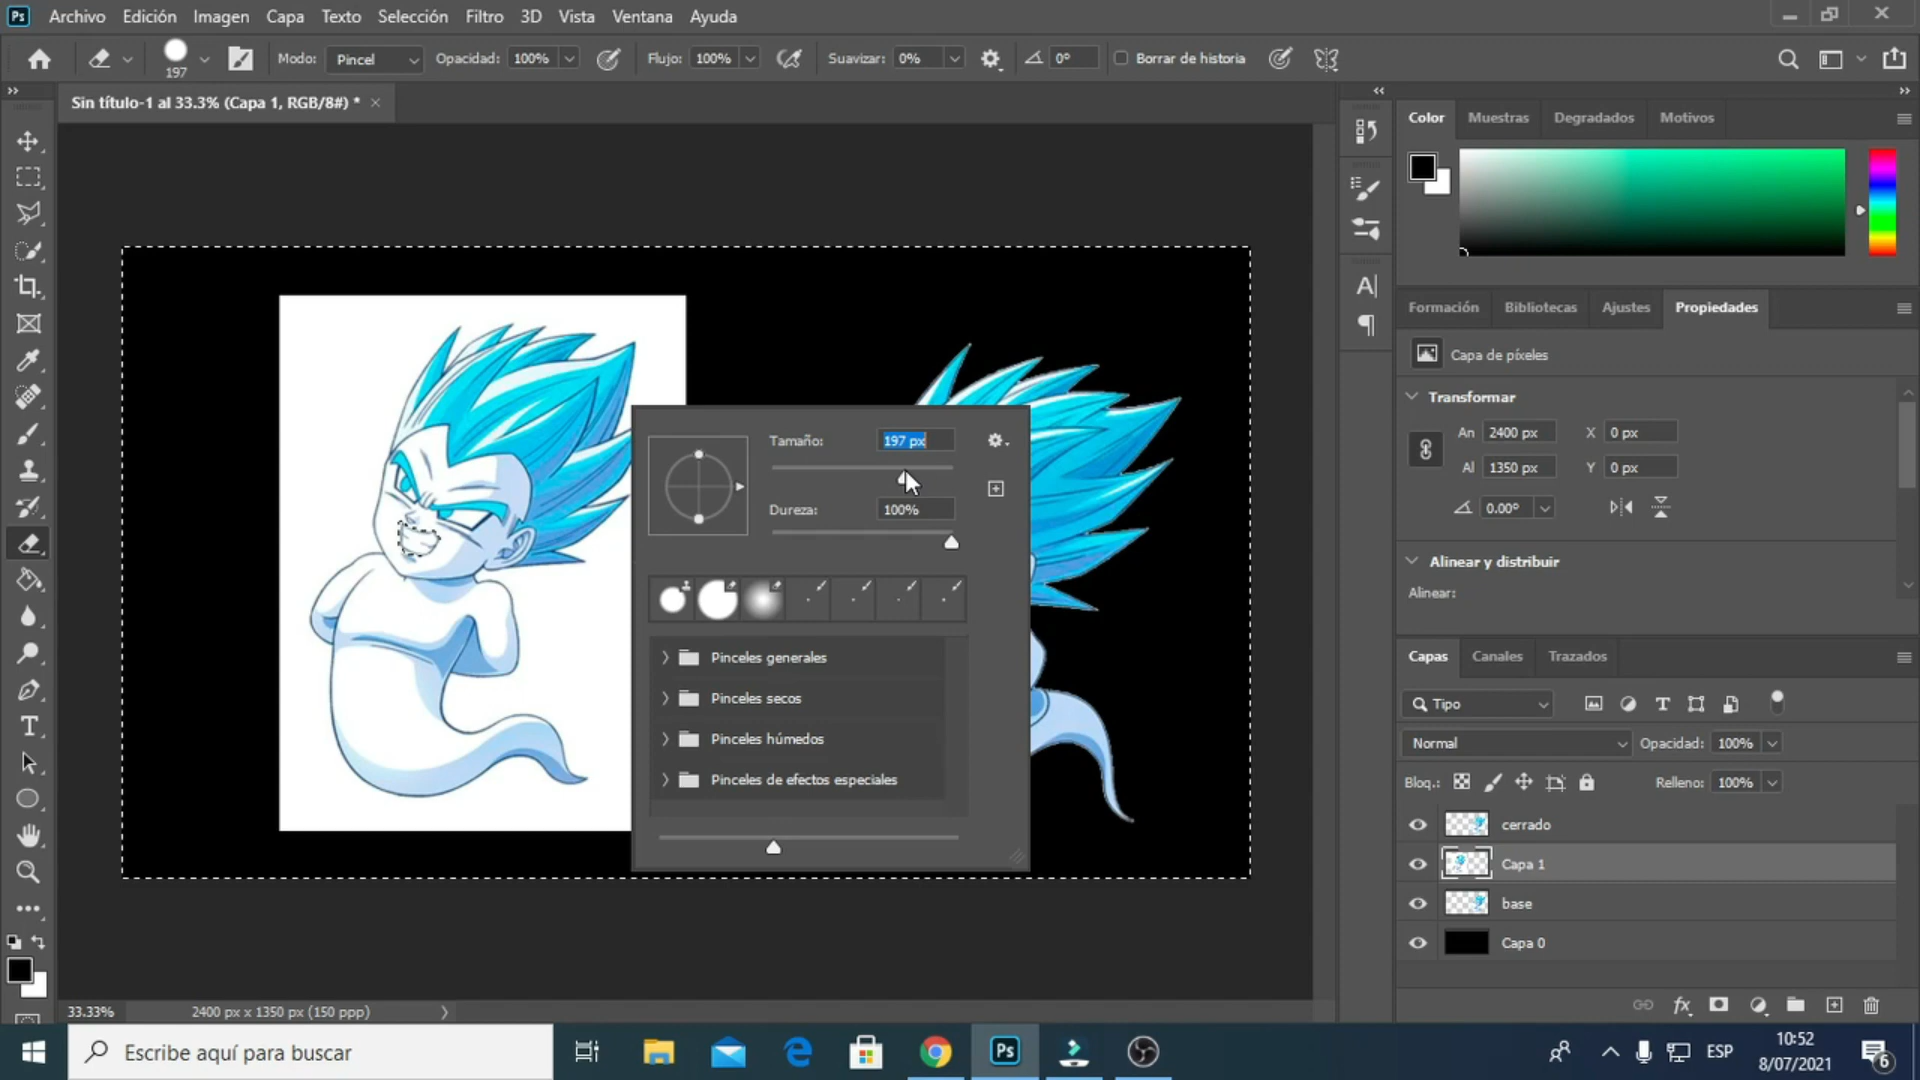 Ps Archivo Edición Imagen Capa Texto Selección Filtro 3D Vista Ventana Ayuda
197 Modo: Pincel Opacidad: 100% Flujo: 100% Suavizar: 0% 0° Borrar de historia
Sin título-1 al 33.3% (Capa 1, RGB/8#) *
Color Muestras Degradados Motivos
Formación Bibliotecas Ajustes Propiedades
Capa de píxeles
Transformar
An 2400 px X 0 px
Al 1350 px Y 0 px
0.00°
Alinear y distribuir
Alinear:
Tamaño: 197 px
Dureza: 100%
Pinceles generales
Pinceles secos
Pinceles húmedos
Pinceles de efectos especiales
Capas Canales Trazados
Tipo
Normal Opacidad: 100%
Bloq.: Relleno: 100%
cerrado
Capa 1
base
Capa 0
33.33% 2400 px x 1350 px (150 ppp)
Escribe aquí para buscar
Ps
ESP
10:52
8/07/2021
6